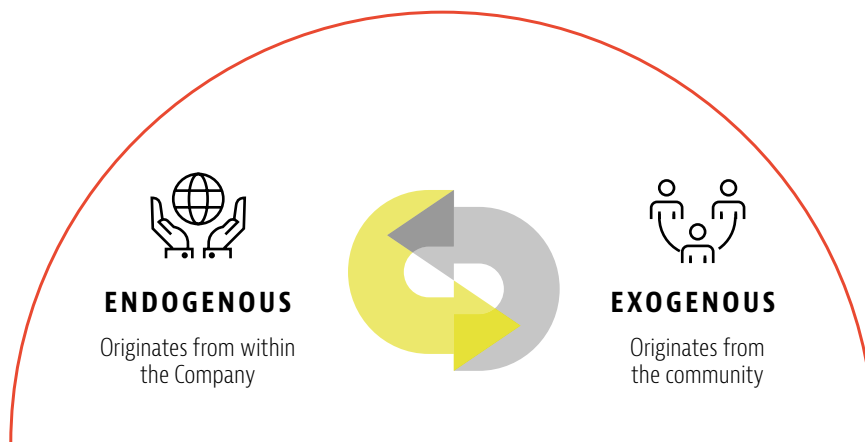 ENDOGENOUS
Originates from within
the Company
EXOGENOUS
Originates from
the community